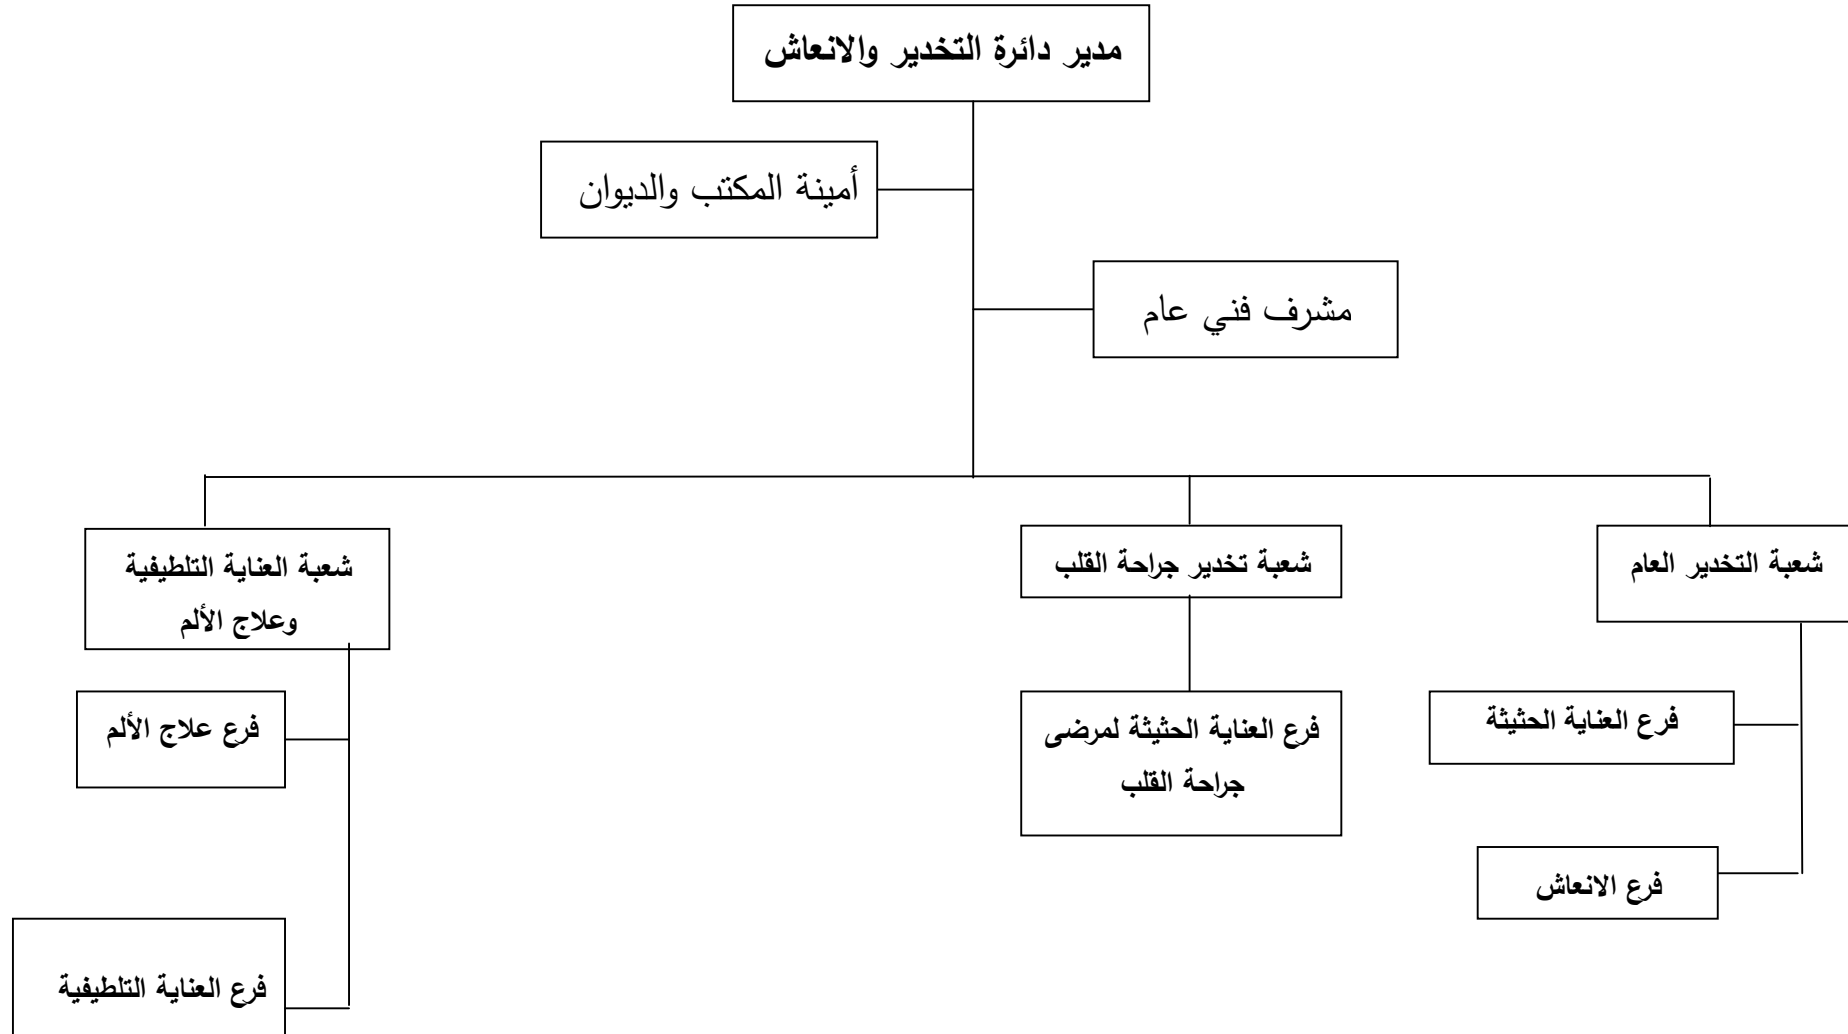 مدير دائرة التخدير والانعاش
أمينة المكتب والديوان
مشرف فني عام
شعبة التخدير العام
شعبة تخدير جراحة القلب
شعبة العناية التلطيفية
وعلاج الألم
فرع العناية الحثيثة
فرع العناية الحثيثة لمرضى
جراحة القلب
فرع علاج الألم
فرع الانعاش
فرع العناية التلطيفية